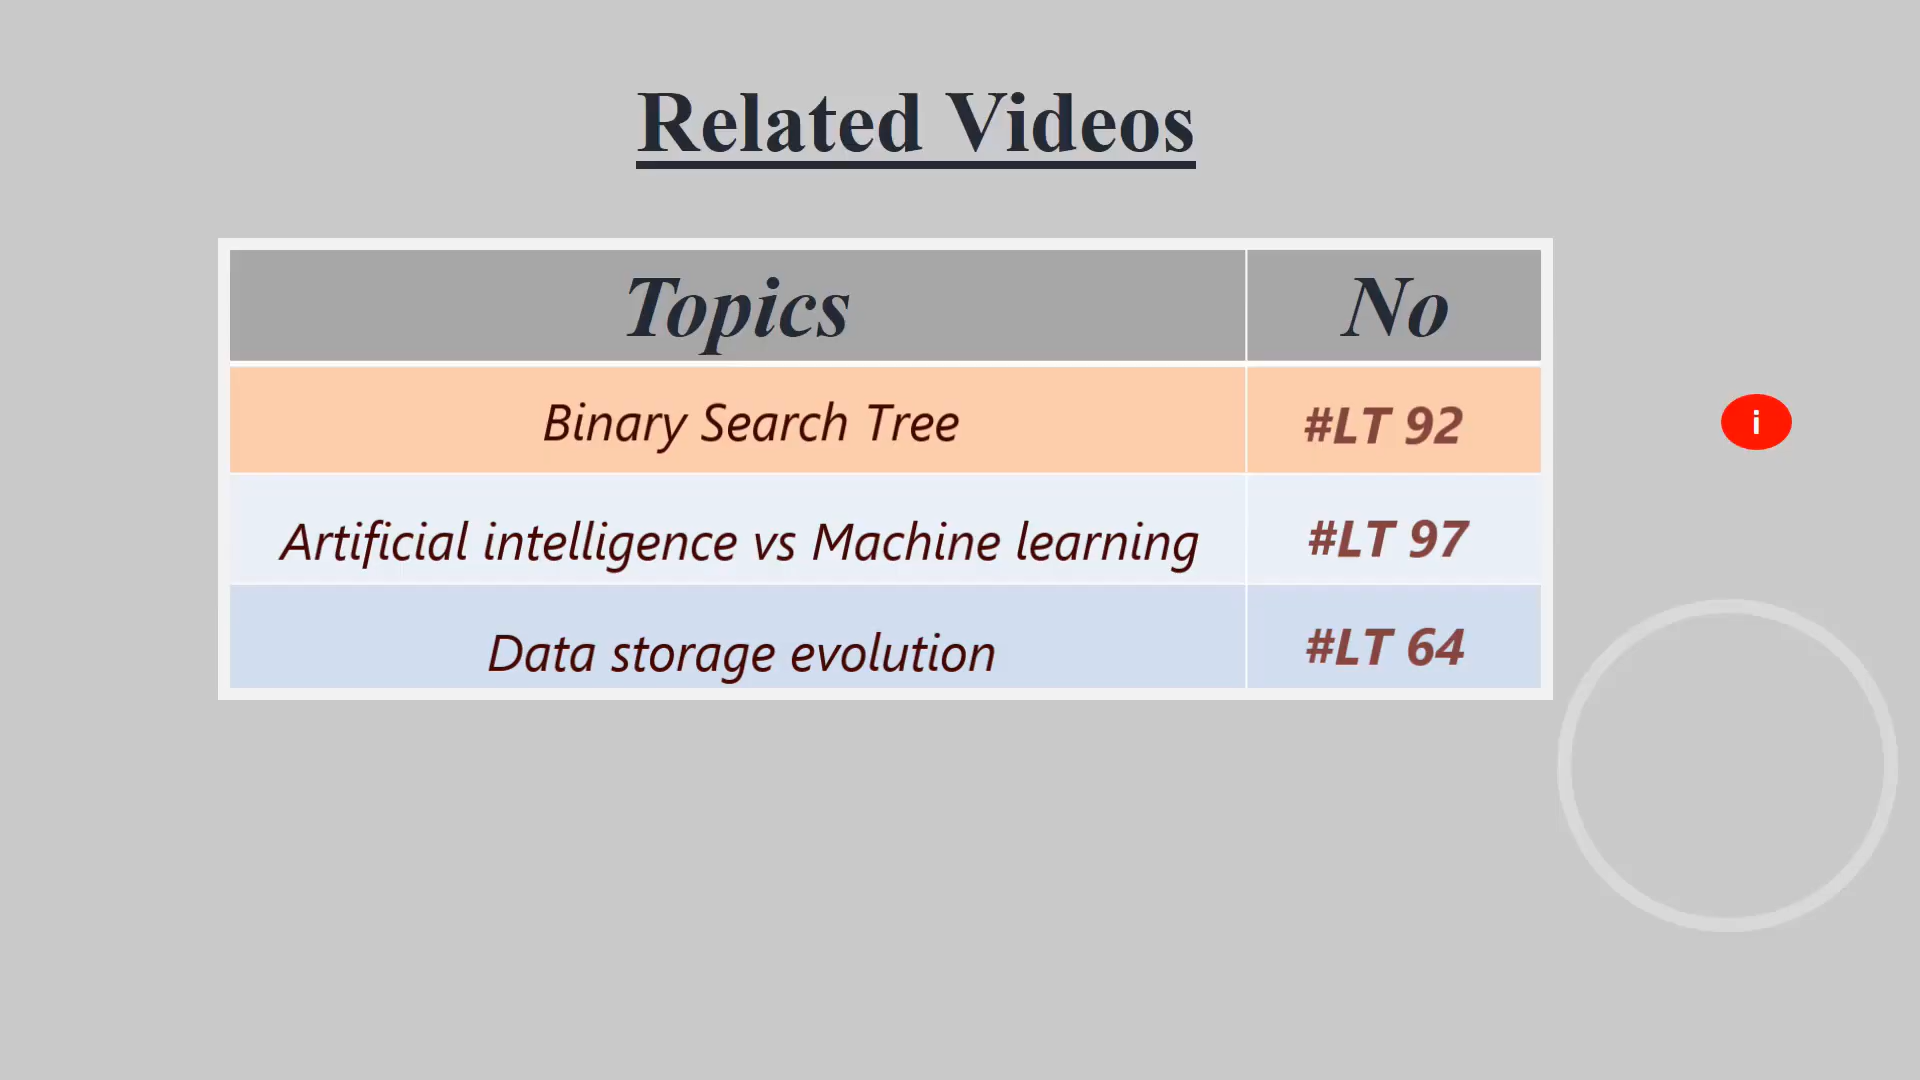 Related Videos
Topics No
Binary Search Tree #LT 92
i
Artificial intelligence vs Machine learning #LT 97
Data storage evolution #LT 64